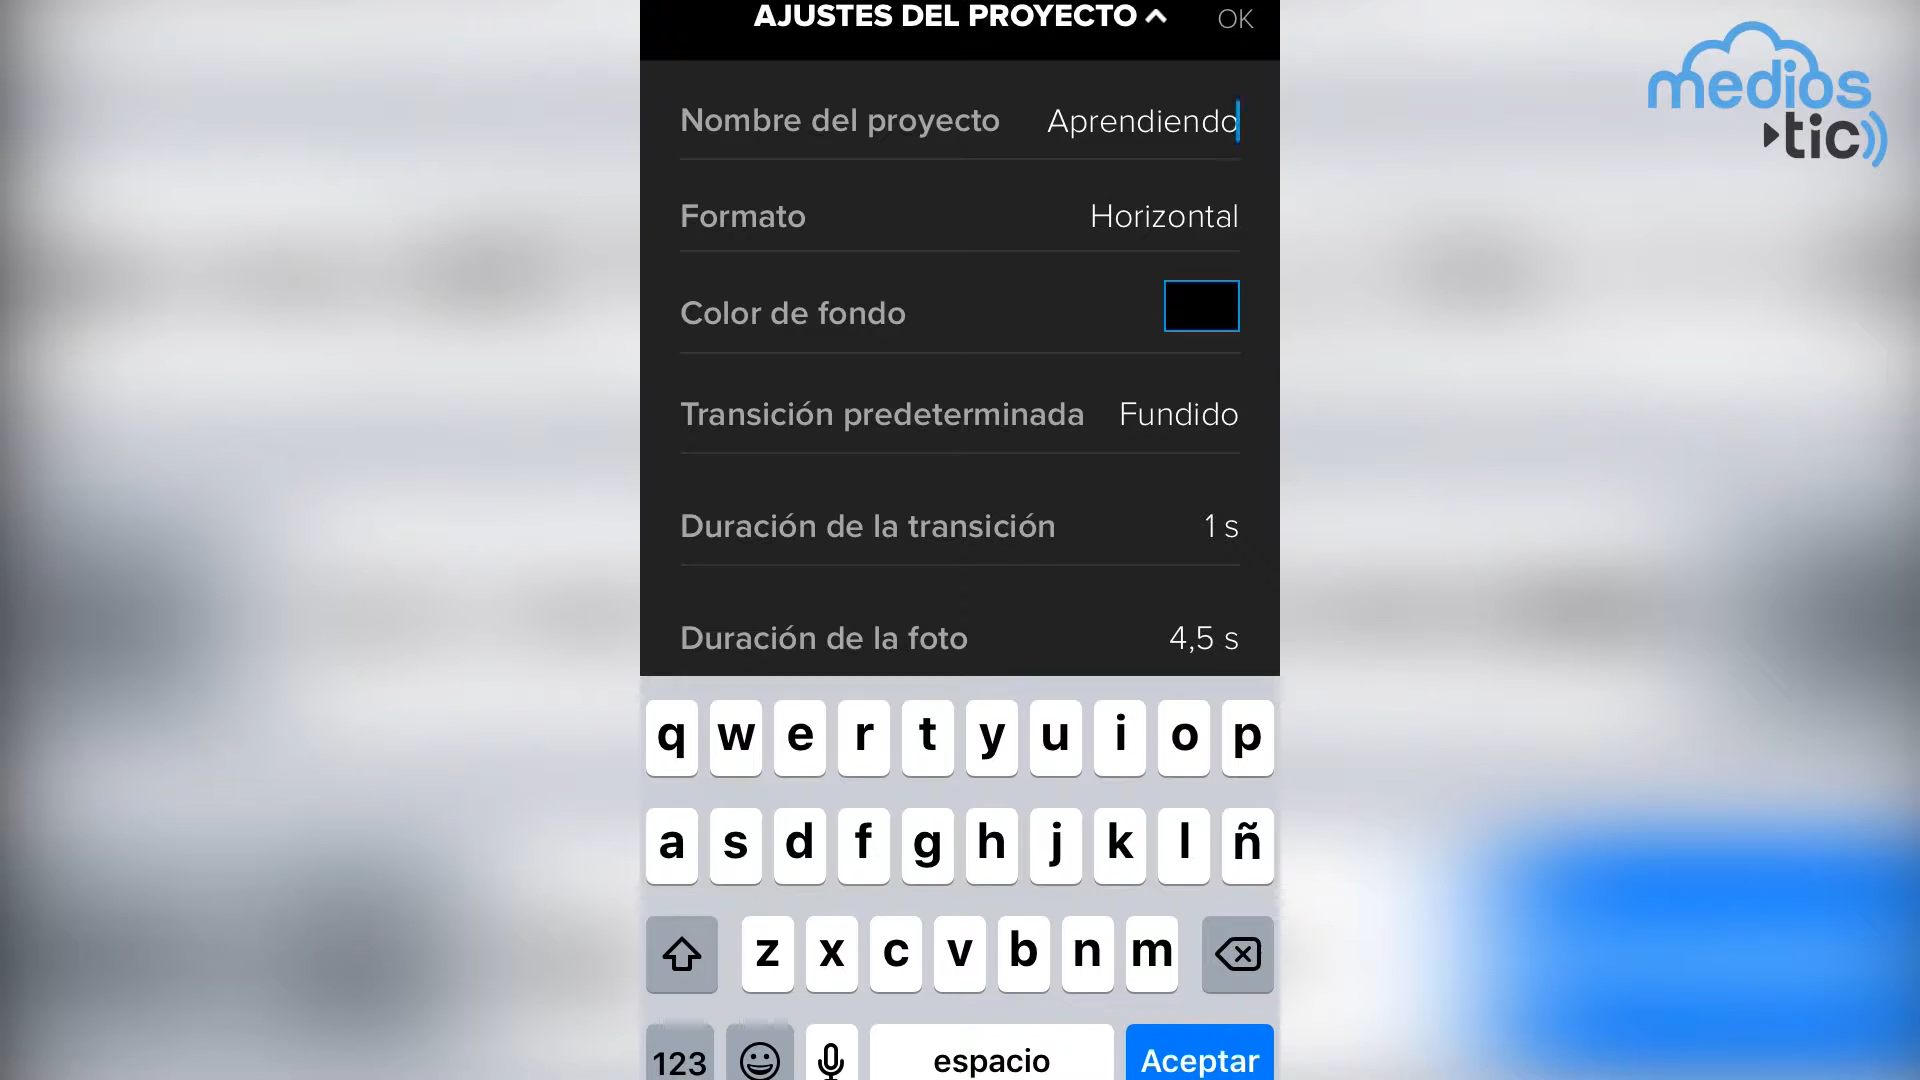 AJUSTES DEL PROYECTO OK
medios
tic
Nombre del proyecto Aprendiendo
Formato Horizontal
Color de fondo
Transición predeterminada Fundido
Duración de la transición 1 s
Duración de la foto 4,5 s
q w e r t y u i o p
a s d f g h j k l ñ
z x c v b n m
123 espacio Aceptar